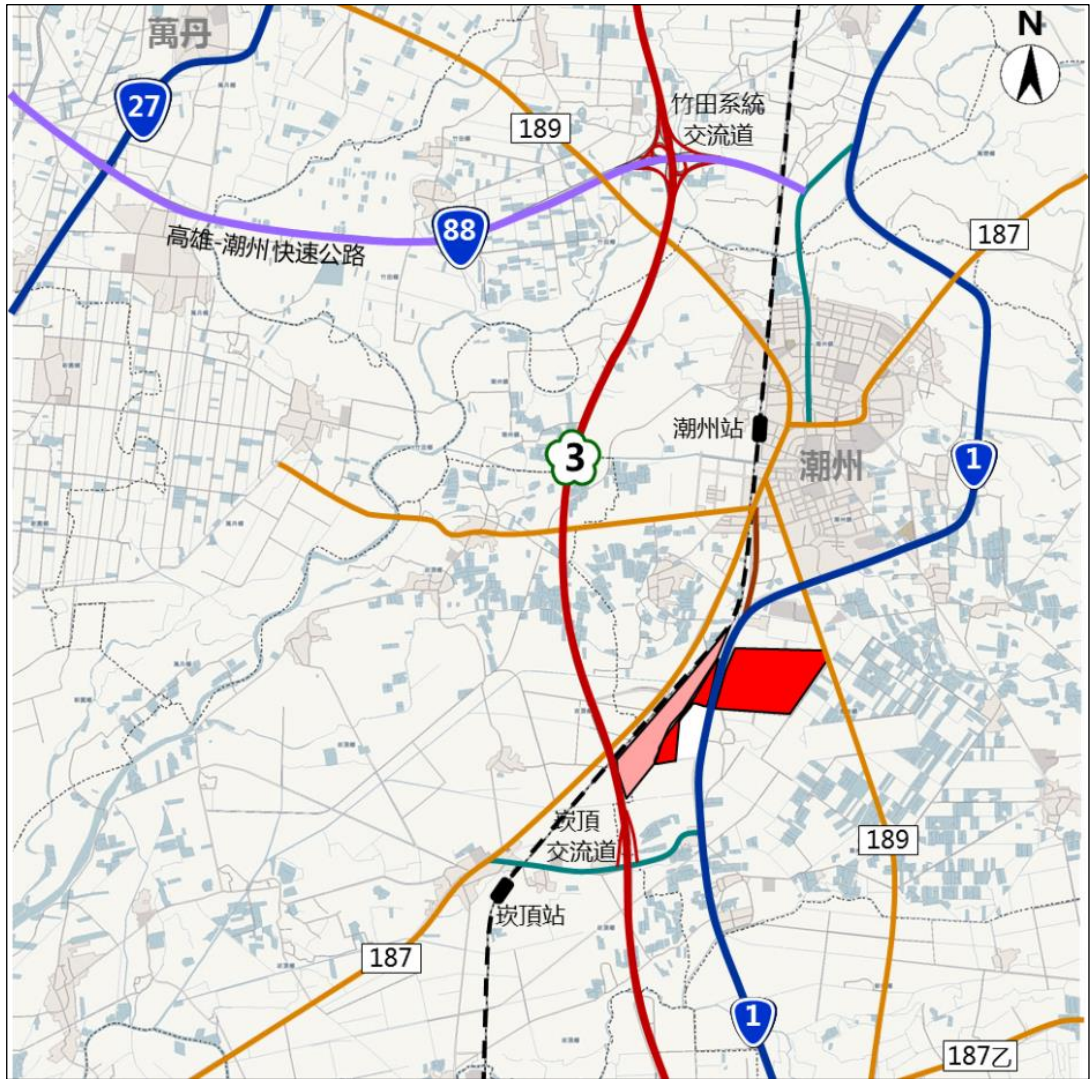 萬丹
N
27
189
竹田系統
交流道
88
187
高雄-潮州快速公路
潮州站
3
潮州
1
崁頂
交流道
189
崁頂站
187
1
187乙